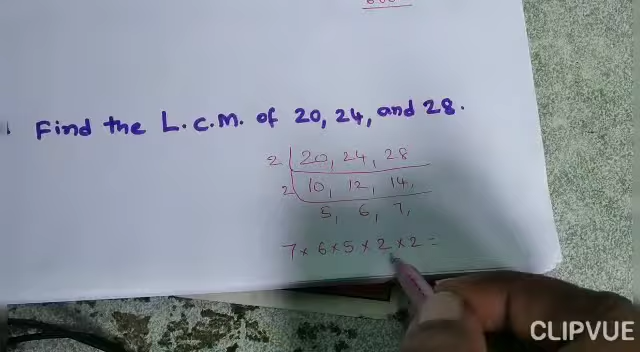 Find the L.C.M. of 20, 24, and 28.
2 20, 24, 28
2 10, 12, 14,
5, 6, 7,
7 × 6 × 5 × 2 × 2 =
CLIPVUE